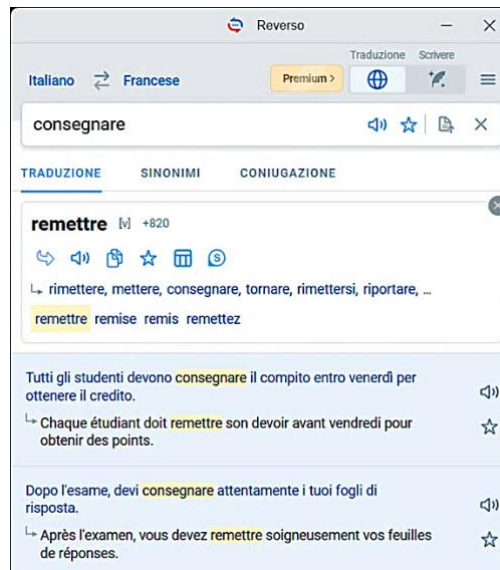 Reverso
Traduzione Scrivere
Italiano Francese Premium >
consegnare
TRADUZIONE SINONIMI CONIUGAZIONE
remettre [v] +820
rimettere, mettere, consegnare, tornare, rimettersi, riportare, ...
remettre remise remis remettez
Tutti gli studenti devono consegnare il compito entro venerdì per
ottenere il credito.
Chaque étudiant doit remettre son devoir avant vendredi pour
obtenir des points.
Dopo l'esame, devi consegnare attentamente i tuoi fogli di
risposta.
Après l'examen, vous devez remettre soigneusement vos feuilles
de réponses.